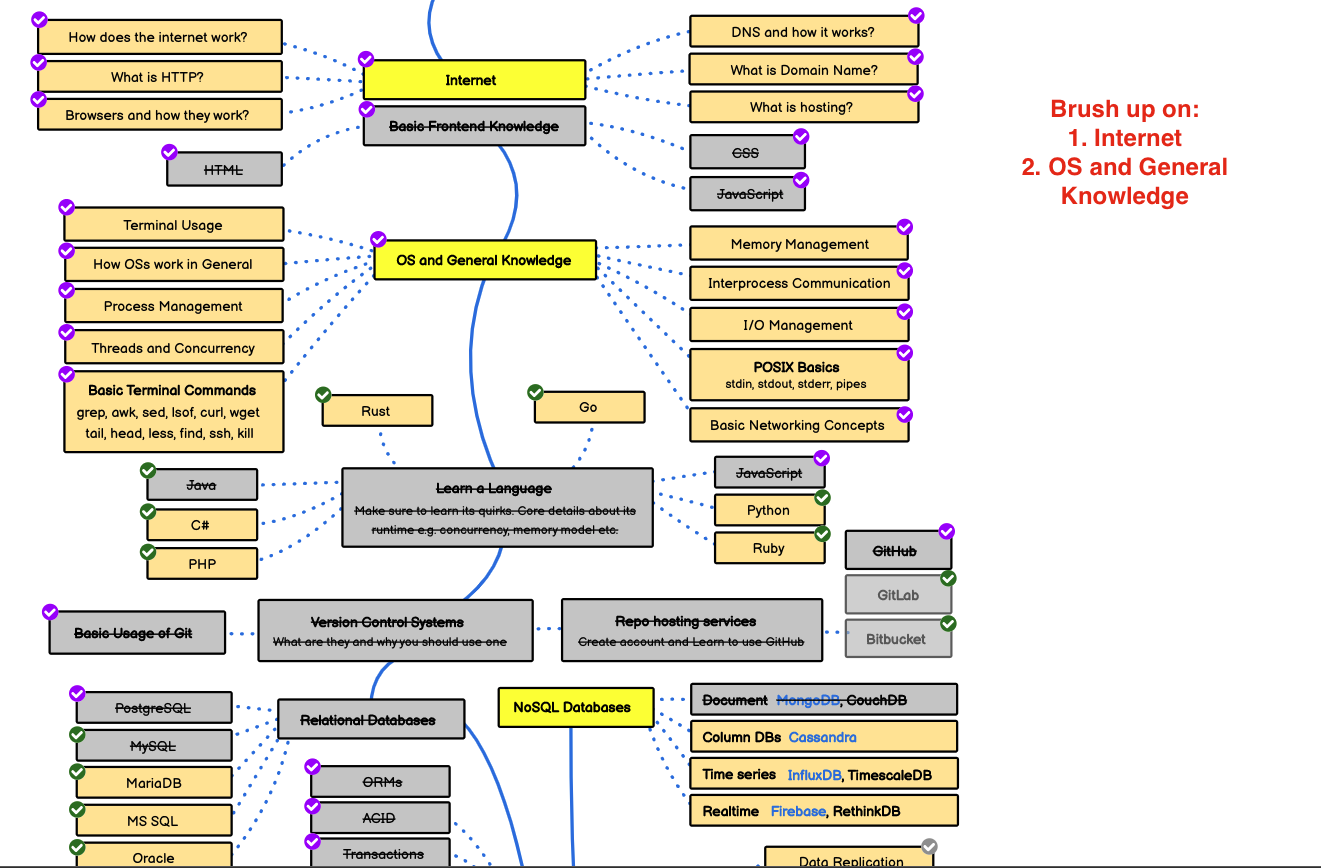 How does the internet work?
What is HTTP?
Browsers and how they work?
Internet
DNS and how it works?
What is Domain Name?
What is hosting?
Basic Frontend Knowledge
HTML
CSS
JavaScript
Brush up on:
1. Internet
2. OS and General
Knowledge
Terminal Usage
How OSs work in General
Process Management
Threads and Concurrency
Basic Terminal Commands
grep, awk, sed, lsof, curl, wget
tail, head, less, find, ssh, kill
OS and General Knowledge
Memory Management
Interprocess Communication
I/O Management
POSIX Basics
stdin, stdout, stderr, pipes
Basic Networking Concepts
Rust
Go
Java
C#
PHP
Learn a Language
Make sure to learn its quirks. Core details about its
runtime e.g. concurrency, memory model etc.
JavaScript
Python
Ruby
GitHub
GitLab
Bitbucket
Basic Usage of Git
Version Control Systems
What are they and why you should use one
Repo hosting services
Create account and Learn to use GitHub
PostgreSQL
MySQL
MariaDB
MS SQL
Oracle
Relational Databases
ORMs
ACID
Transactions
NoSQL Databases
Document MongoDB, CouchDB
Column DBs Cassandra
Time series InfluxDB, TimescaleDB
Realtime Firebase, RethinkDB
Data Replication